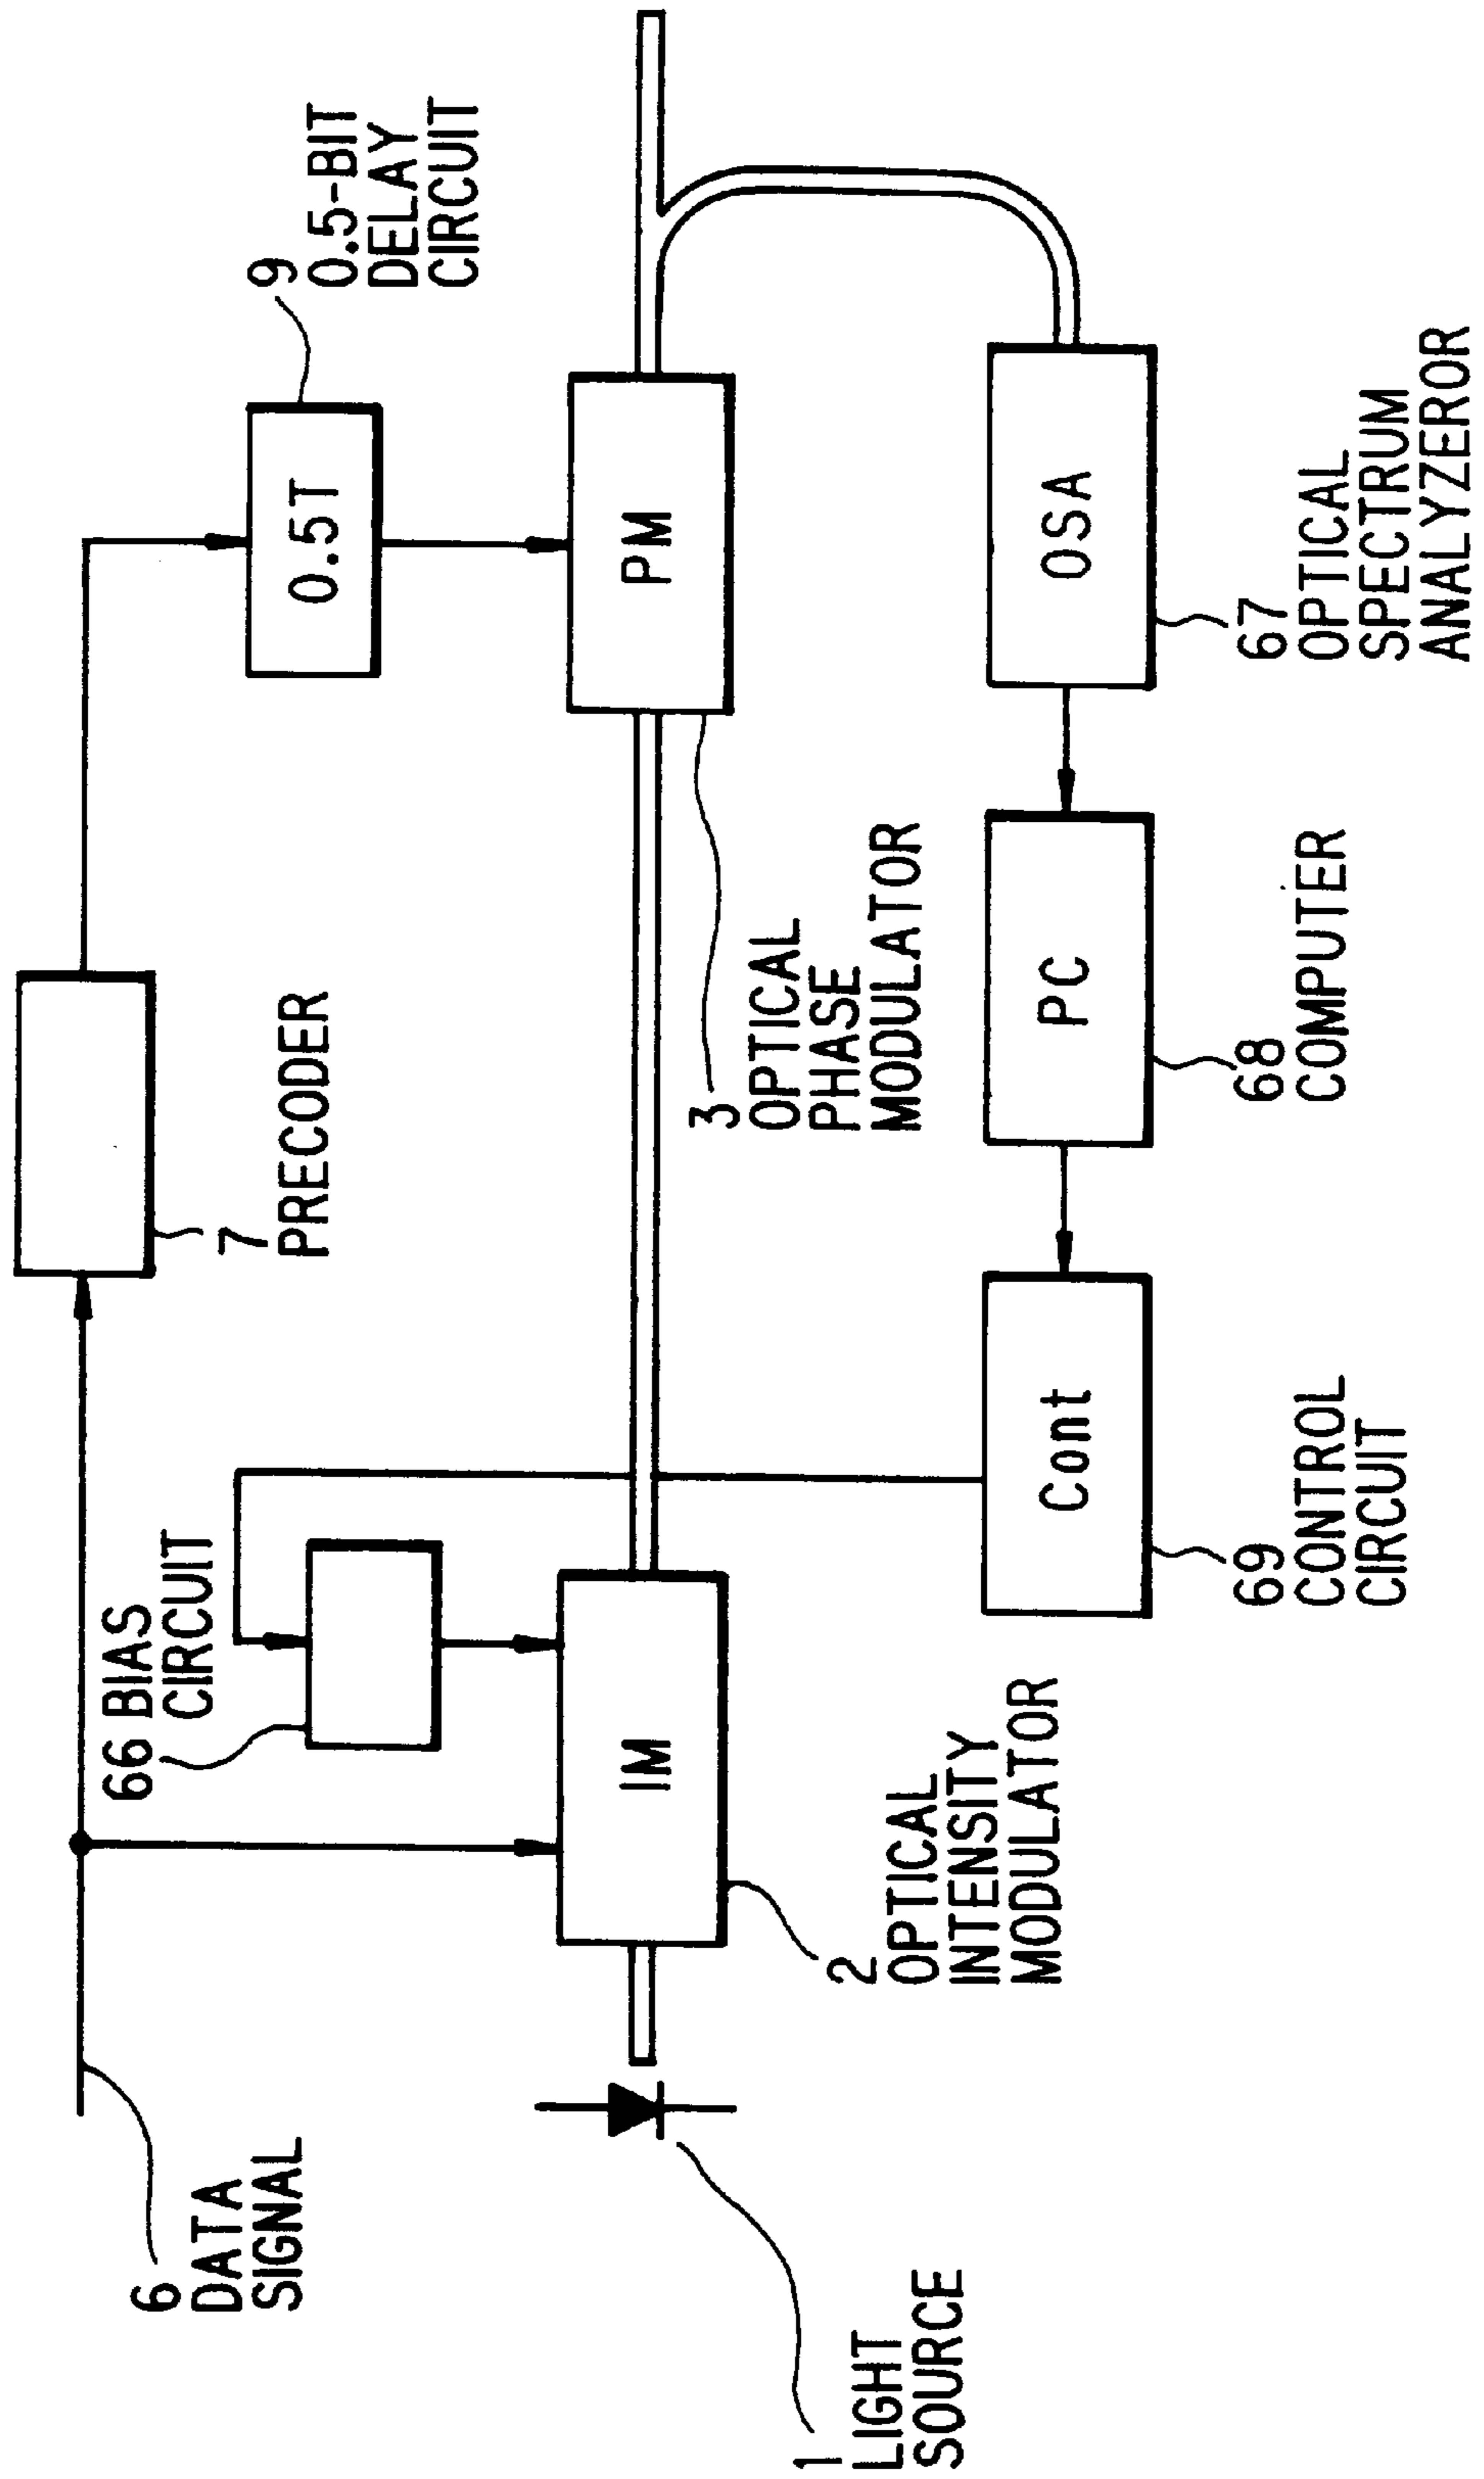 6
DATA
SIGNAL
7
PRECODER
9
0.5-BIT
DELAY
CIRCUIT
0.5T
66 BIAS
CIRCUIT
1
LIGHT
SOURCE
IM
2
OPTICAL
INTENSITY
MODULATOR
PM
3
OPTICAL
PHASE
MODULATOR
Cont
69
CONTROL
CIRCUIT
PC
68
COMPUTER
OSA
67
OPTICAL
SPECTRUM
ANALYZEROR